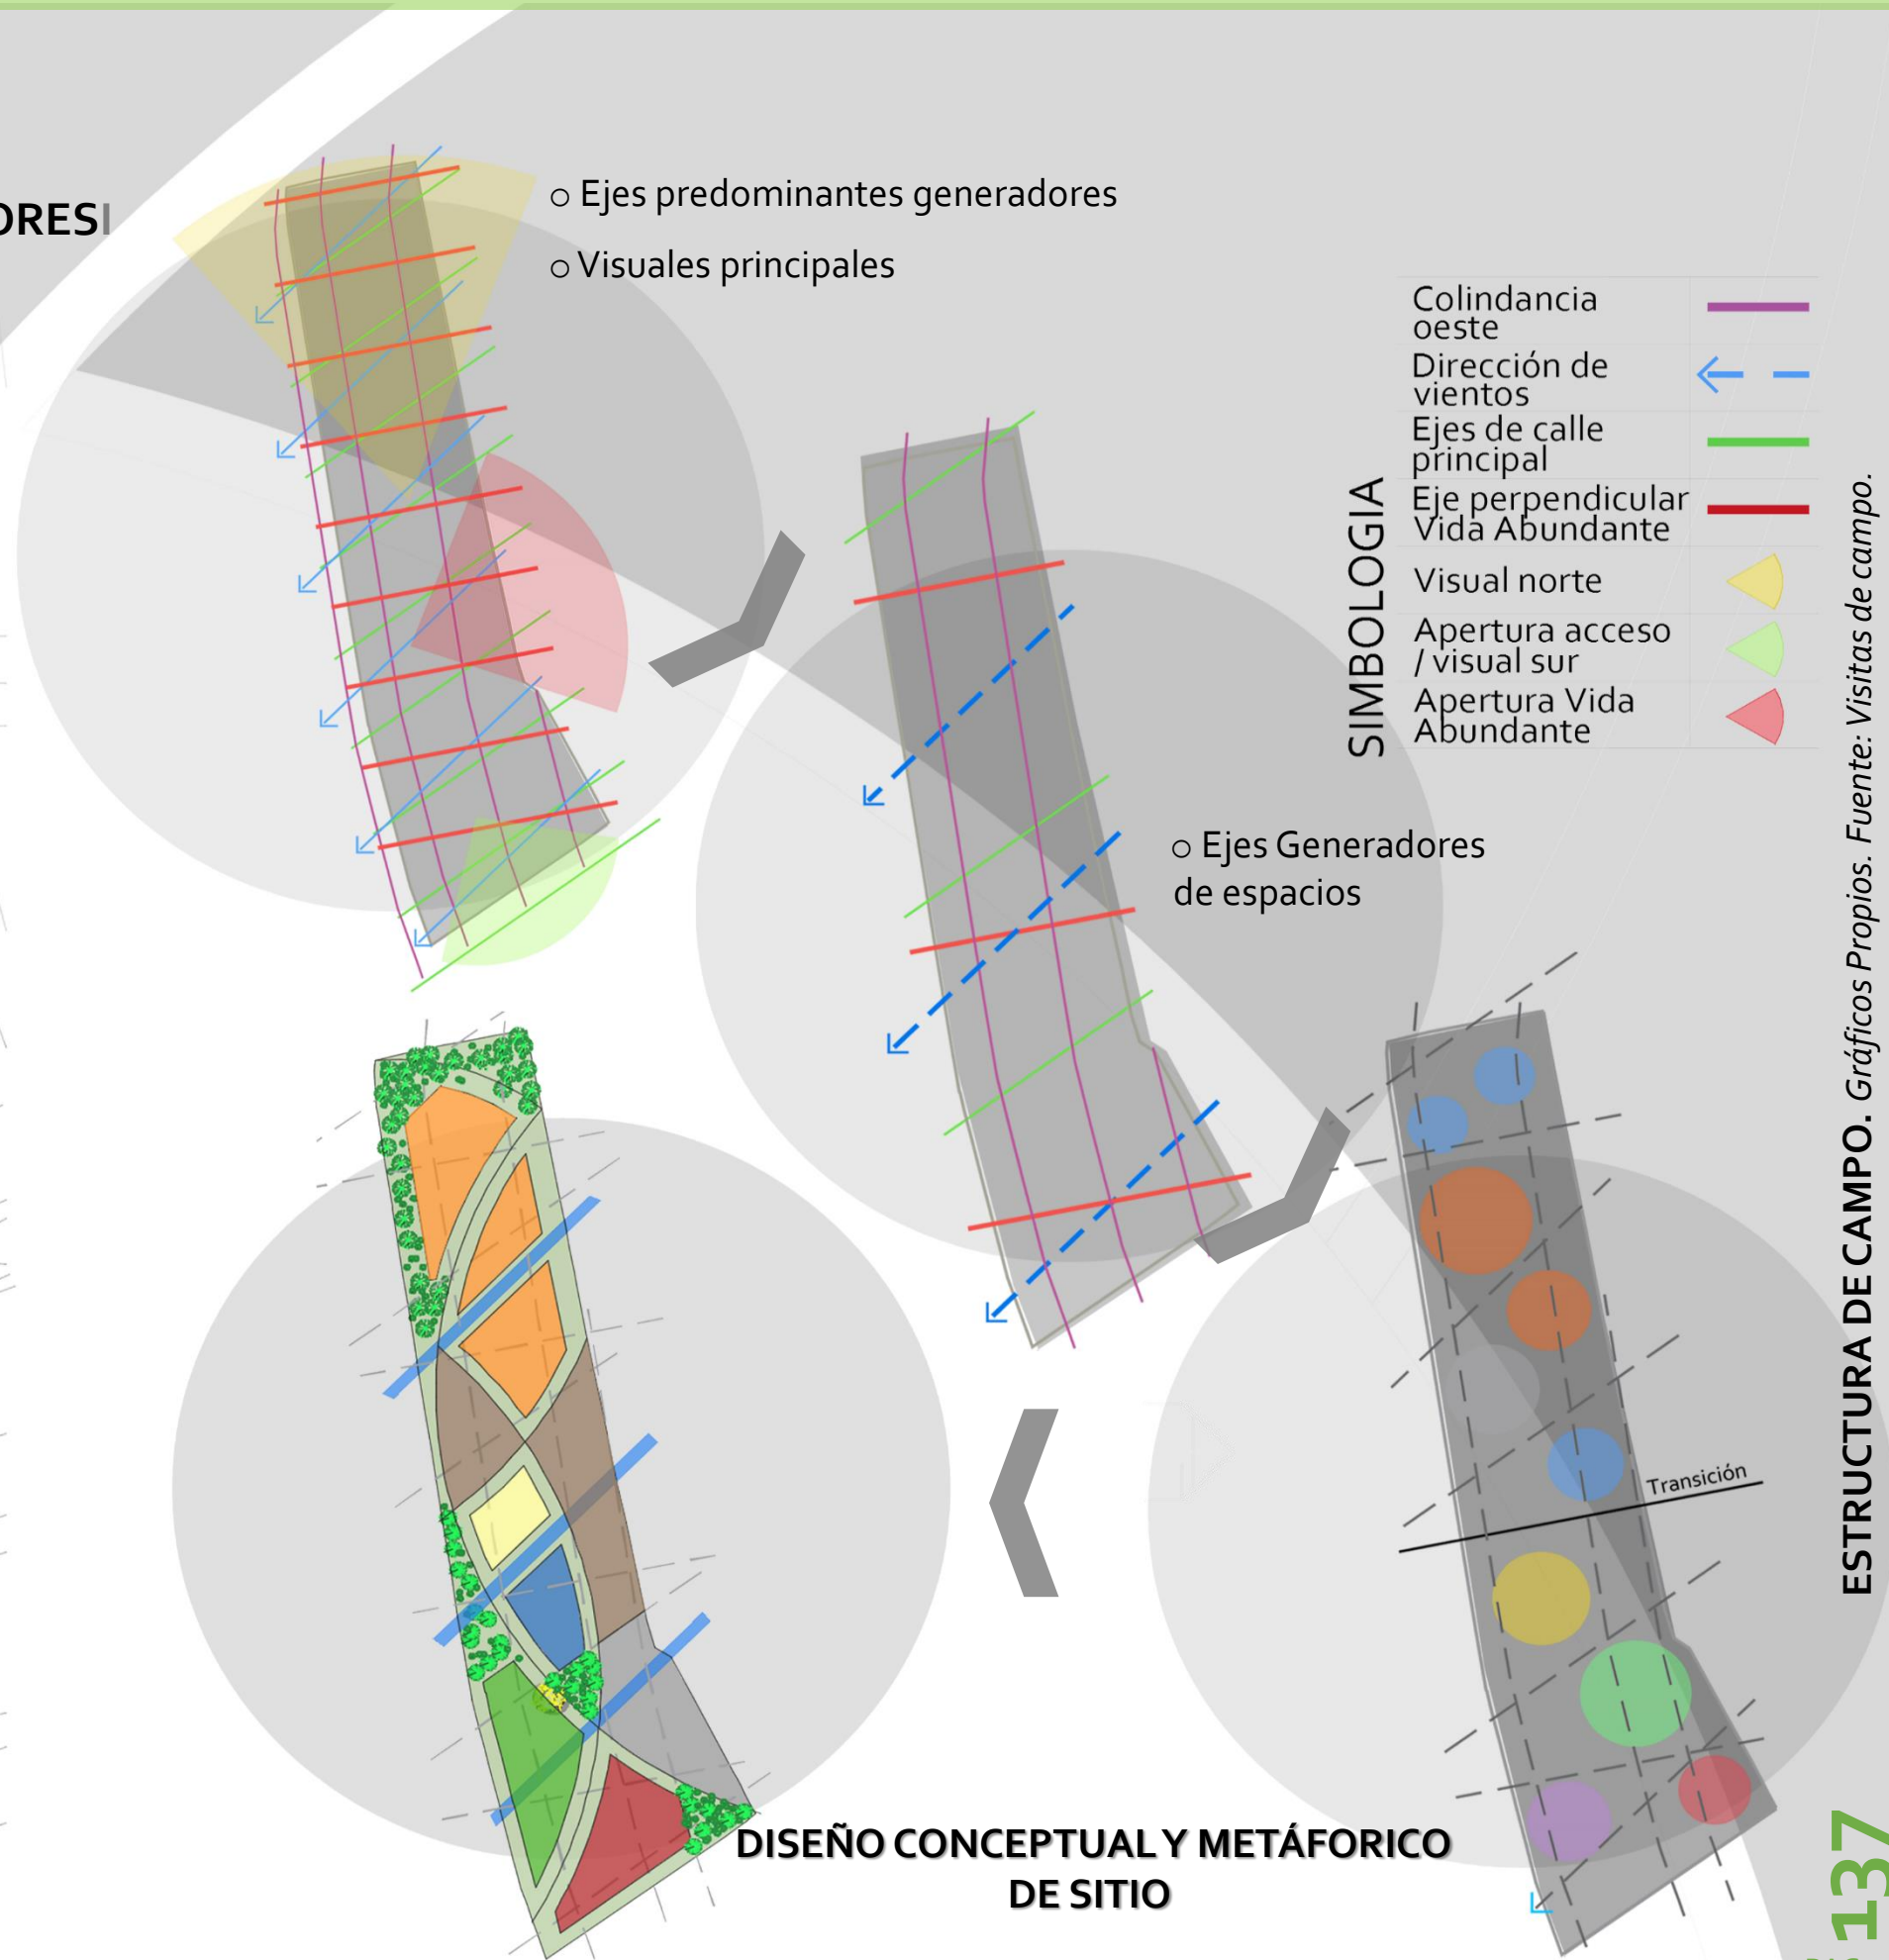 ORES
○ Ejes predominantes generadores
○ Visuales principales
SIMBOLOGIA
Colindancia
oeste
Dirección de
vientos
Ejes de calle
principal
Eje perpendicular
Vida Abundante
Visual norte
Apertura acceso
/ visual sur
Apertura Vida
Abundante
○ Ejes Generadores
de espacios
Transición
DISEÑO CONCEPTUAL Y METÁFORICO
DE SITIO
ESTRUCTURA DE CAMPO. Gráficos Propios. Fuente: Visitas de campo.
137